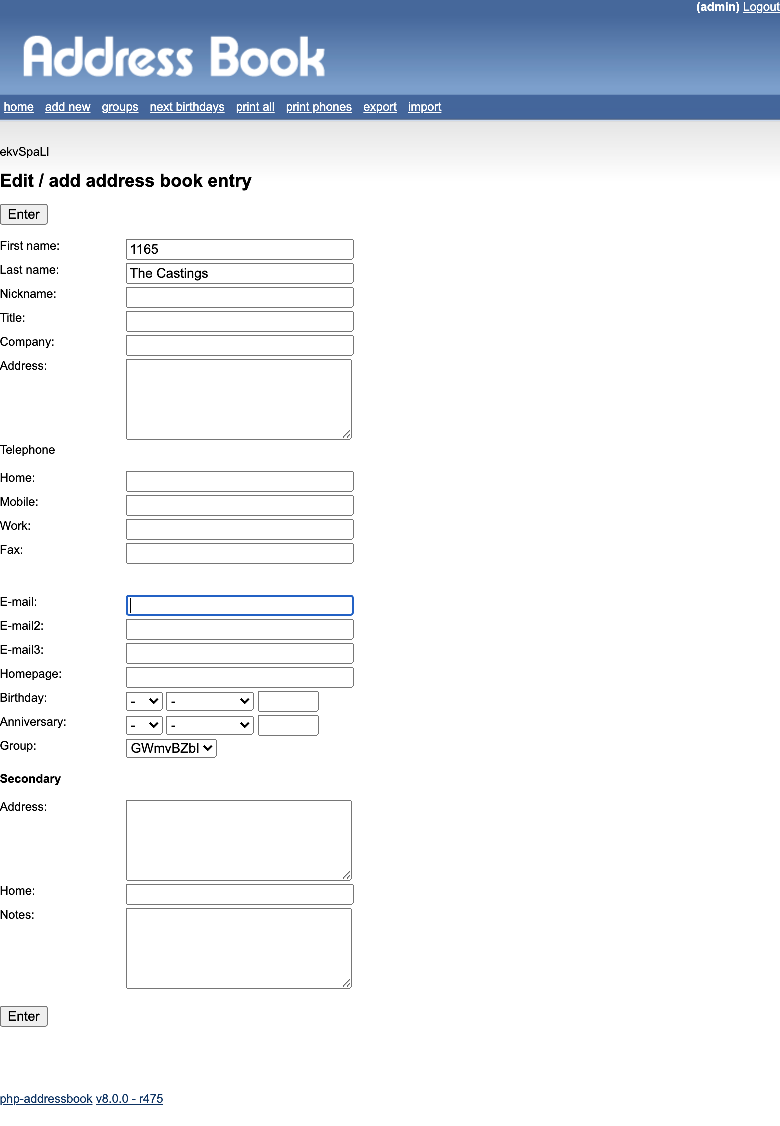 (admin) Logout
Address Book
home add new groups next birthdays print all print phones export import
ekvSpaLl
Edit / add address book entry
Enter
First name: 1165
Last name: The Castings
Nickname:
Title:
Company:
Address:
Telephone
Home:
Mobile:
Work:
Fax:
E-mail:
E-mail2:
E-mail3:
Homepage:
Birthday: - -
Anniversary: - -
Group: GWmvBZbl
Secondary
Address:
Home:
Notes:
Enter
php-addressbook v8.0.0 - r475